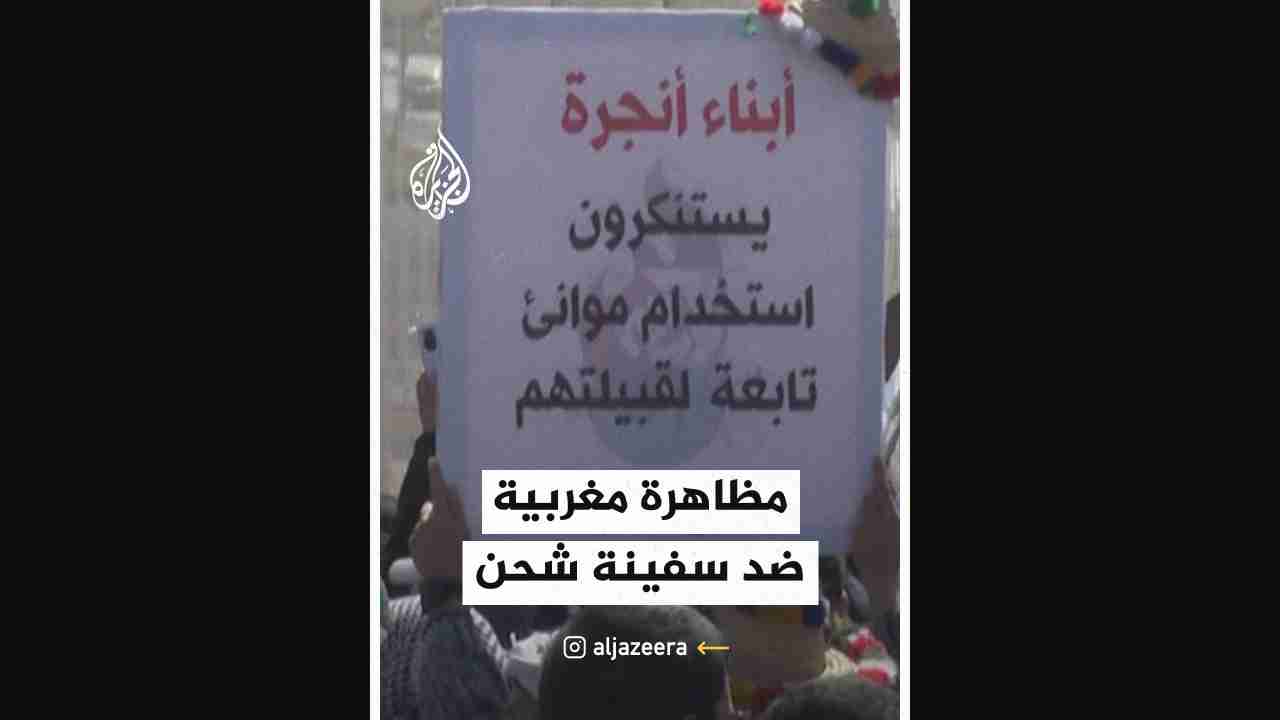 أبناء أنجرة
يستنكرون
استخدام موانئ
تابعة لقبيلتهم
الجزيرة
مظاهرة مغربية
ضد سفينة شحن
aljazeera